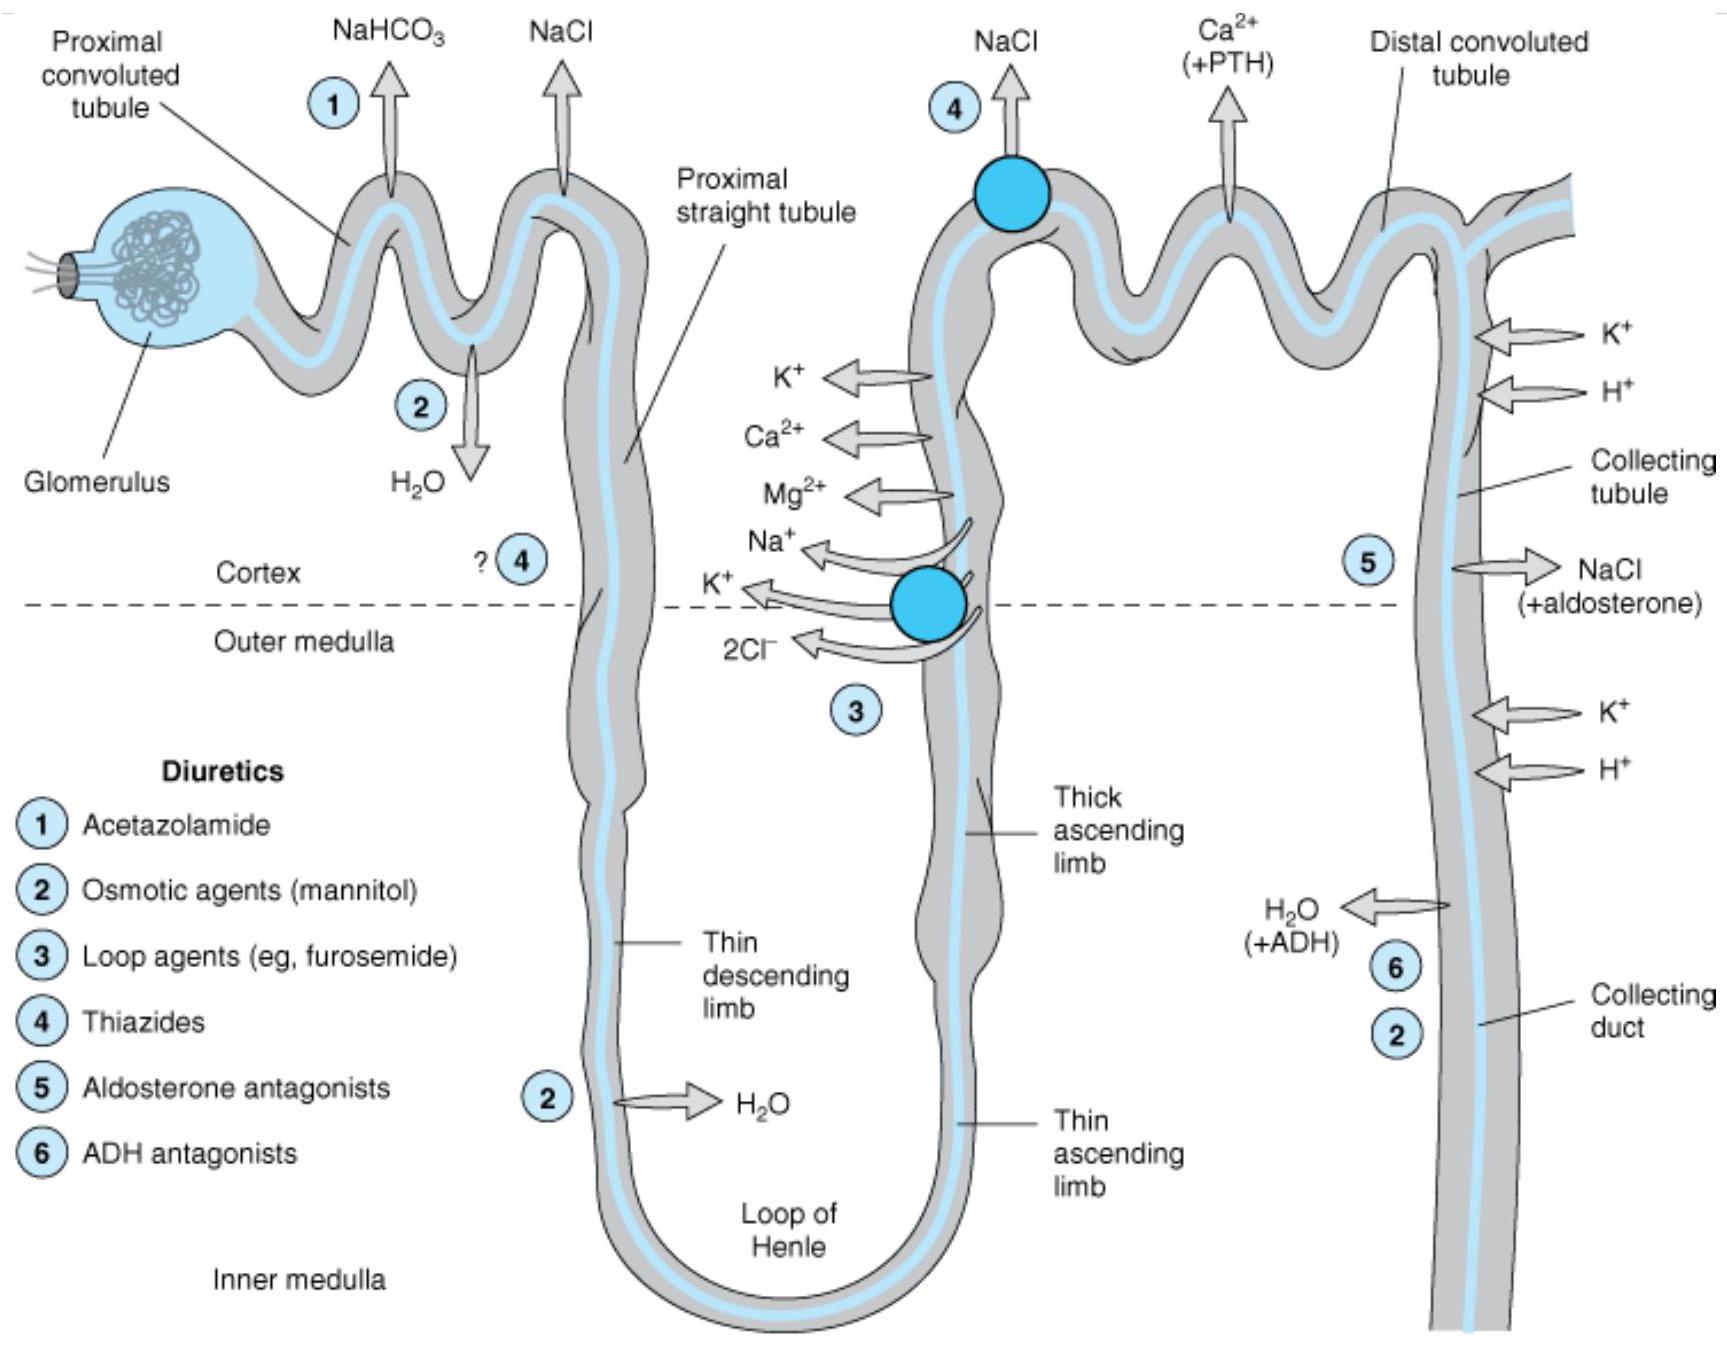 Proximal
convoluted
tubule
NaHCO₃
NaCl
1
2
H₂O
Glomerulus
Proximal
straight tubule
? 4
Cortex
Outer medulla
NaCl
4
Ca²⁺
(+PTH)
Distal convoluted
tubule
K⁺
Ca²⁺
Mg²⁺
Na⁺
K⁺
2Cl⁻
3
K⁺
H⁺
Collecting
tubule
5
NaCl
(+aldosterone)
K⁺
H⁺
Diuretics
1 Acetazolamide
2 Osmotic agents (mannitol)
3 Loop agents (eg, furosemide)
4 Thiazides
5 Aldosterone antagonists
6 ADH antagonists
Thin
descending
limb
2
H₂O
Thick
ascending
limb
Thin
ascending
limb
Loop of
Henle
Inner medulla
H₂O
(+ADH)
6
2
Collecting
duct